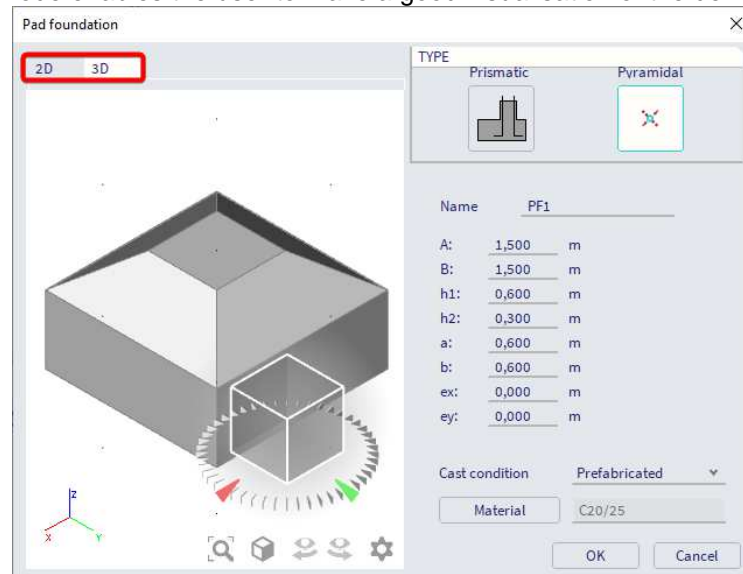 Pad foundation
2D 3D
TYPE
Prismatic Pyramidal
Name PF1
A: 1,500 m
B: 1,500 m
h1: 0,600 m
h2: 0,300 m
a: 0,600 m
b: 0,600 m
ex: 0,000 m
ey: 0,000 m
Cast condition Prefabricated
Material C20/25
OK Cancel
z
x Y